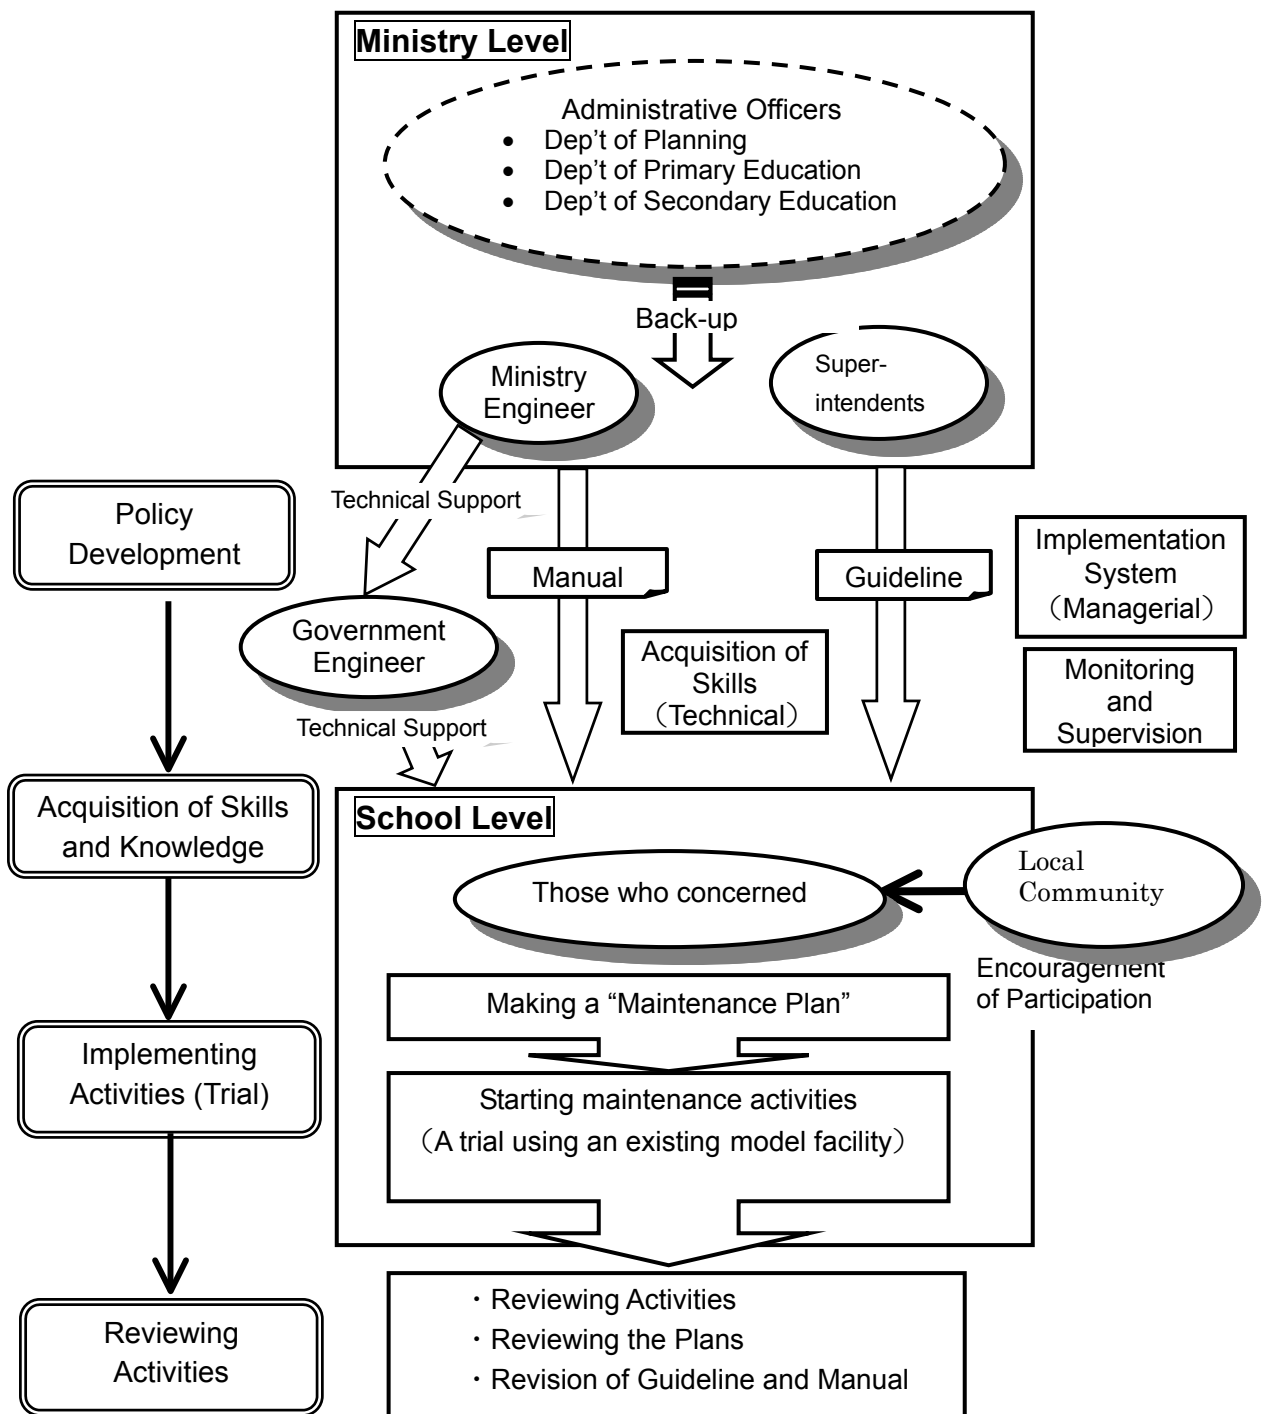 Ministry Level
Administrative Officers
• Dep’t of Planning
• Dep’t of Primary Education
• Dep’t of Secondary Education
Back-up
Ministry
Engineer
Super-
intendents
Technical Support
Policy
Development
Manual
Guideline
Implementation
System
（Managerial）
Government
Engineer
Acquisition of
Skills
（Technical）
Monitoring
and
Supervision
Technical Support
Acquisition of Skills
and Knowledge
School Level
Those who concerned
Local
Community
Encouragement
of Participation
Making a “Maintenance Plan”
Implementing
Activities (Trial)
Starting maintenance activities
（A trial using an existing model facility）
Reviewing
Activities
・Reviewing Activities
・Reviewing the Plans
・Revision of Guideline and Manual